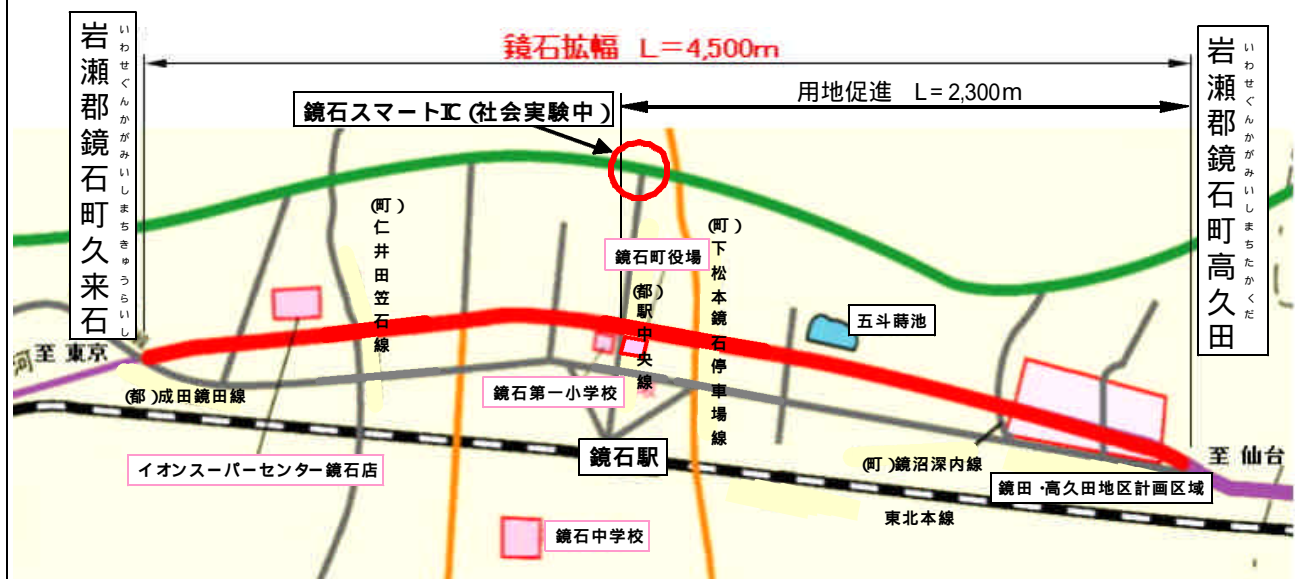 岩瀬郡鏡石町久来石
いわせぐんかがみいしまちきゅうらいし
鏡石拡幅 L=4,500m
用地促進 L=2,300m
岩瀬郡鏡石町高久田
いわせぐんかがみいしまちたかくだ
鏡石スマートIC(社会実験中)
(町)仁井田笠石線
鏡石町役場
(町)下松本鏡石停車場線
(都)駅中央線
五斗蒔池
河
至 東京
(都)成田鏡田線
鏡石第一小学校
イオンスーパーセンター鏡石店
鏡石駅
(町)鏡沼深内線
至 仙台
鏡田・高久田地区計画区域
東北本線
鏡石中学校